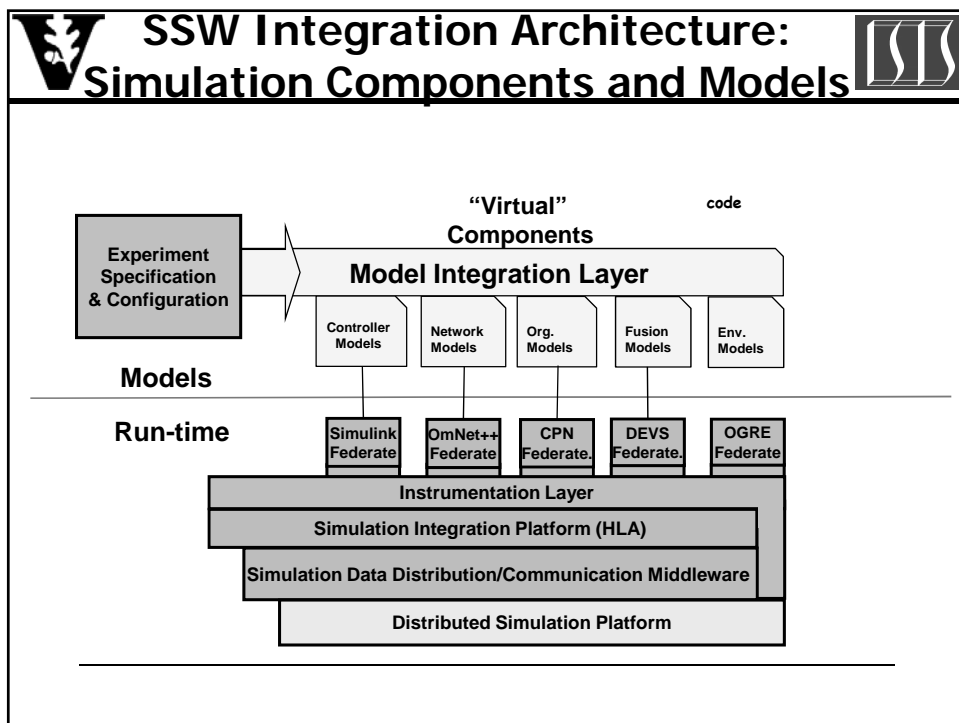 SSW Integration Architecture:
Simulation Components and Models
V
ISIS
“Virtual”
Components
code
Experiment
Specification
& Configuration
Model Integration Layer
Controller
Models
Network
Models
Org.
Models
Fusion
Models
Env.
Models
Models
Run-time
Simulink
Federate
OmNet++
Federate
CPN
Federate.
DEVS
Federate.
OGRE
Federate
Instrumentation Layer
Simulation Integration Platform (HLA)
Simulation Data Distribution/Communication Middleware
Distributed Simulation Platform